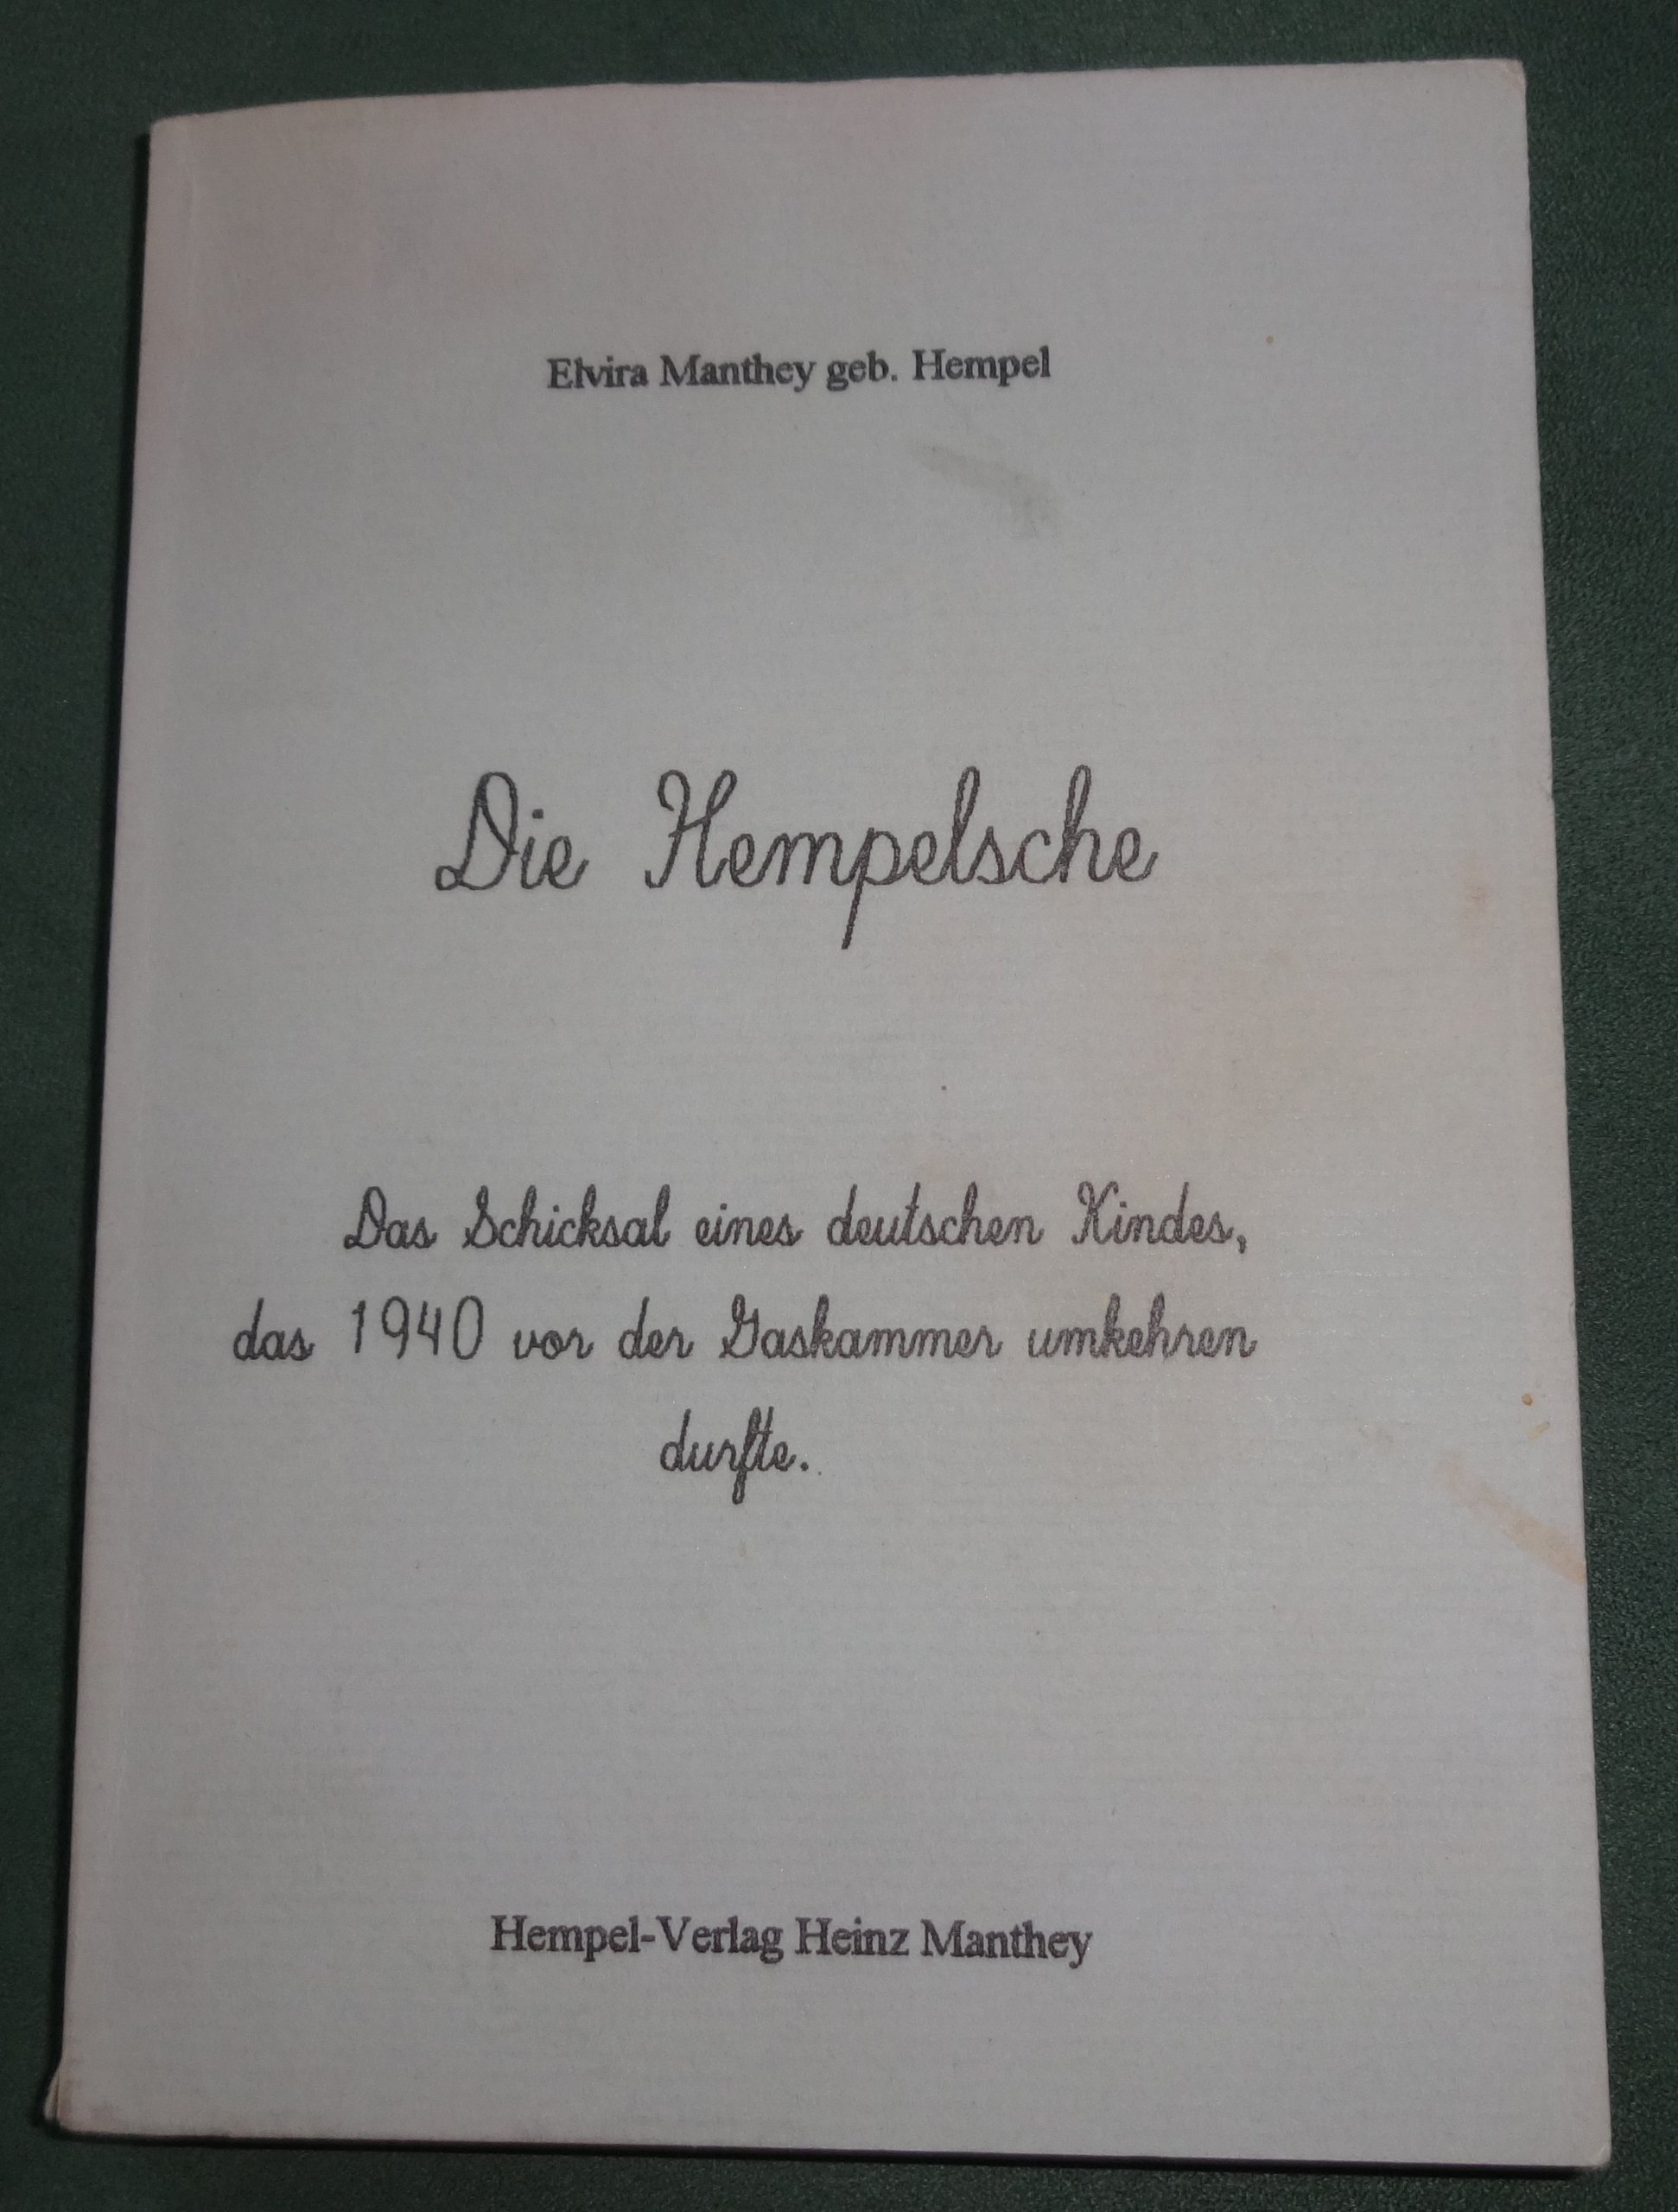 Elvira Manthey geb. Hempel
Die Hempelsche
Das Schicksal eines deutschen Kindes,
das 1940 vor der Gaskammer umkehren
durfte.
Hempel-Verlag Heinz Manthey